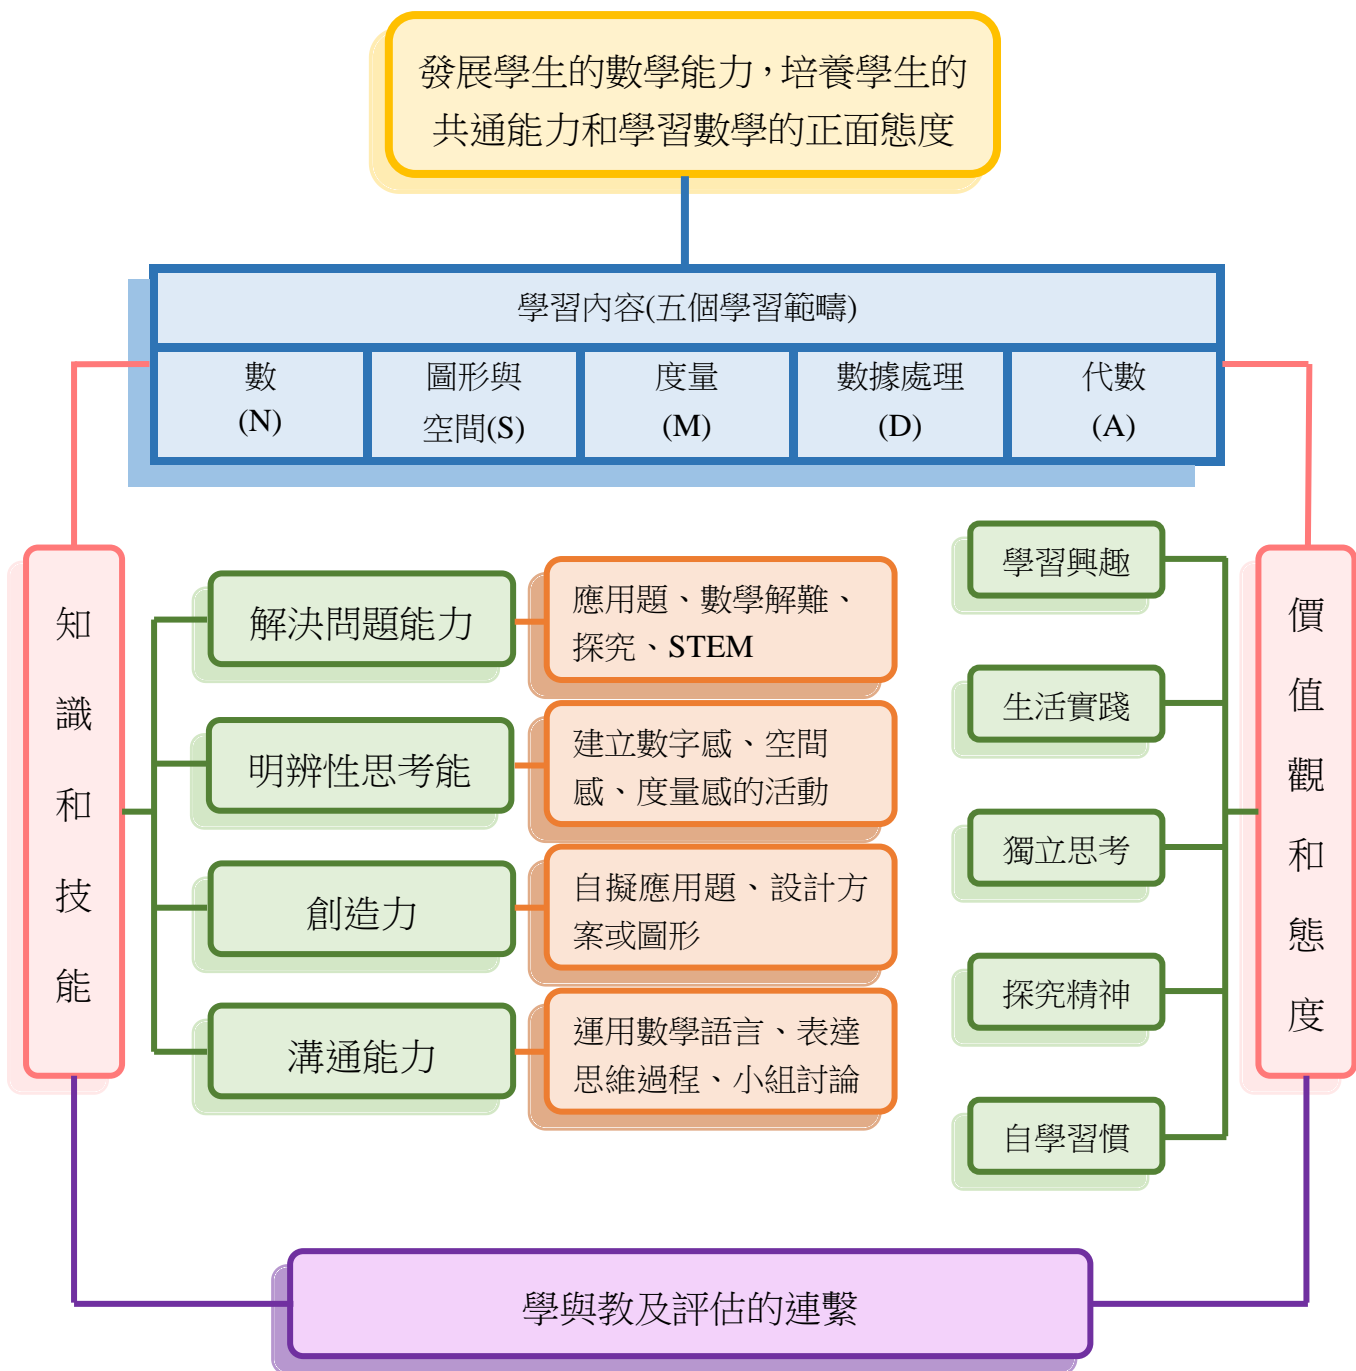 發展學生的數學能力，培養學生的
共通能力和學習數學的正面態度
學習內容(五個學習範疇)
數
(N)
圖形與
空間(S)
度量
(M)
數據處理
(D)
代數
(A)
知識和技能
解決問題能力
應用題、數學解難、
探究、STEM
明辨性思考能
建立數字感、空間
感、度量感的活動
創造力
自擬應用題、設計方
案或圖形
溝通能力
運用數學語言、表達
思維過程、小組討論
學習興趣
生活實踐
獨立思考
探究精神
自學習慣
價值觀和態度
學與教及評估的連繫